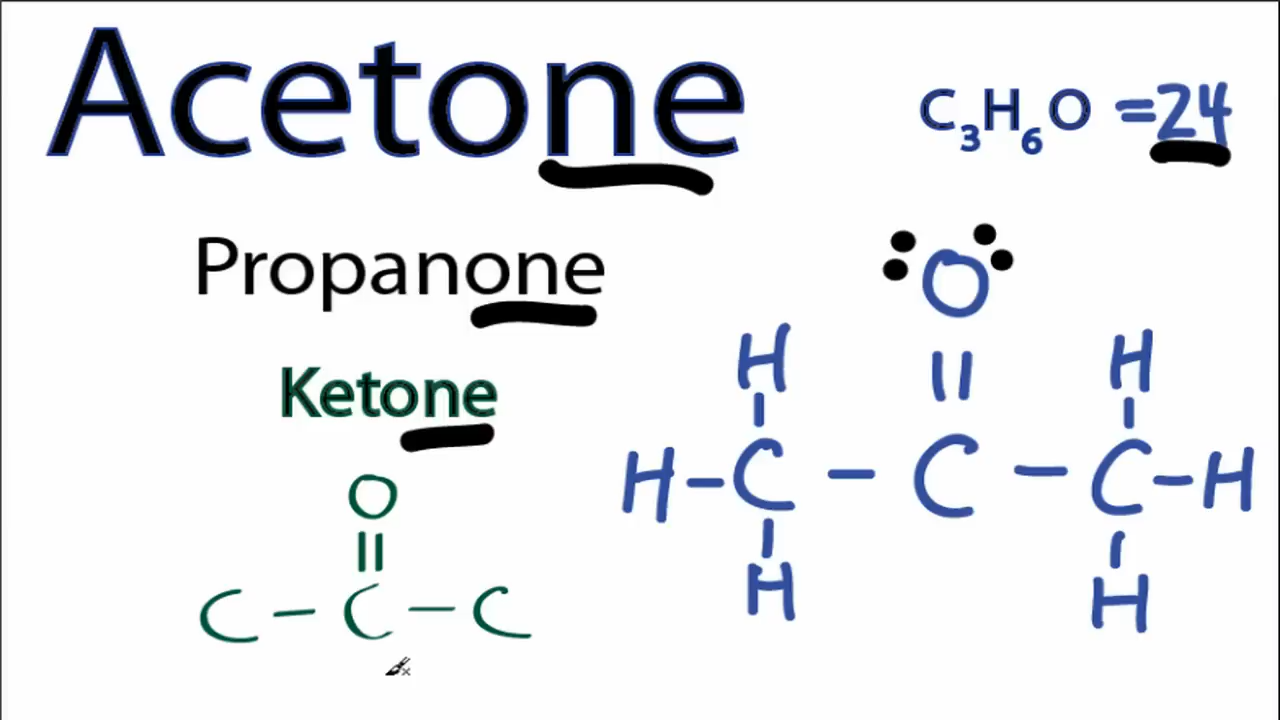 Acetone
C₃H₆O =24
Propanone
Ketone
O
||
C – C – C
O
||
H H
H – C – C – C – H
H H